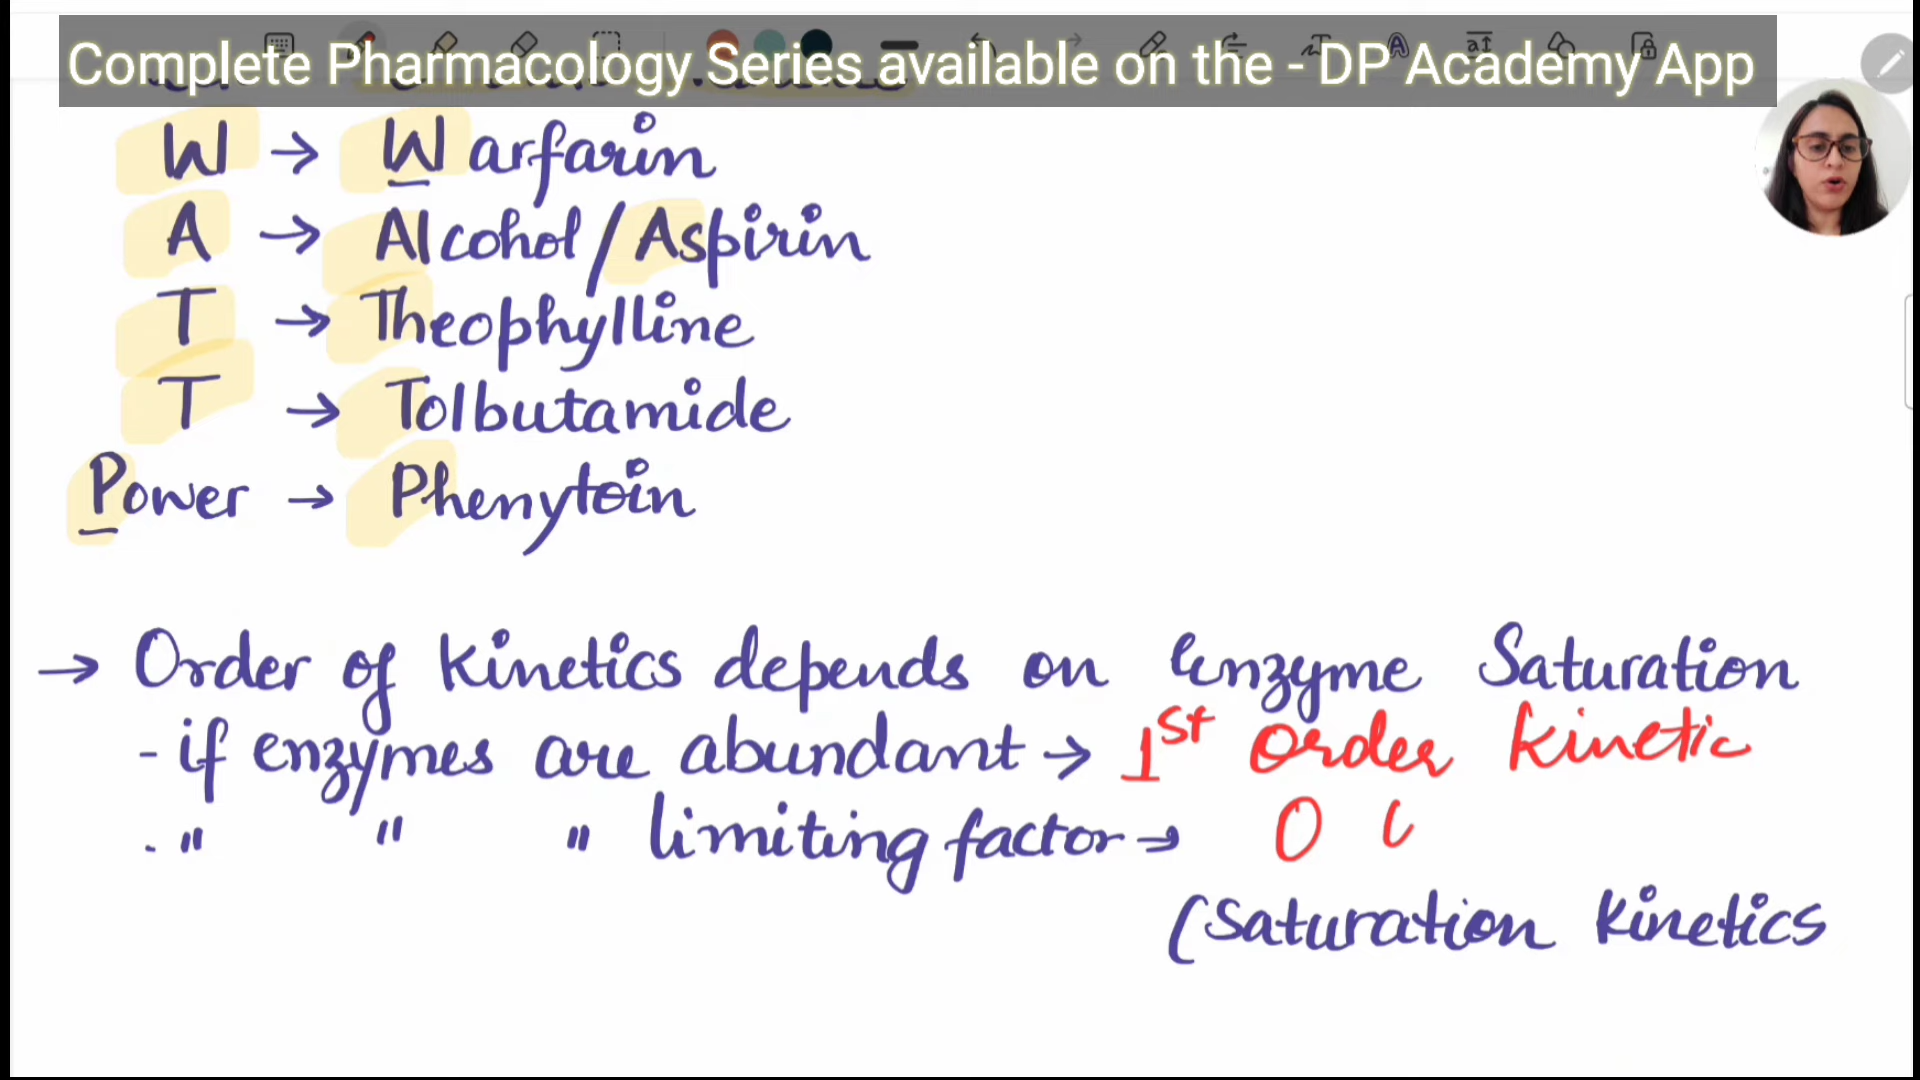 Complete Pharmacology Series available on the - DP Academy App
W → Warfarin
A → Alcohol/Aspirin
T → Theophylline
T → Tolbutamide
Power → Phenytoin
→ Order of kinetics depends on Enzyme Saturation
- if enzymes are abundant → 1st order kinetic
- " " " limiting factor → 0
(Saturation kinetics